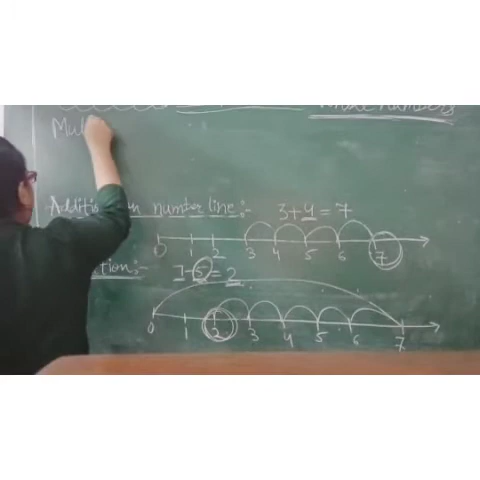 whole numbers
Mul
Addition on number line:- 3+4=7
0 1 2 3 4 5 6 7
tion:- 7-5=2
0 1 2 3 4 5 6 7